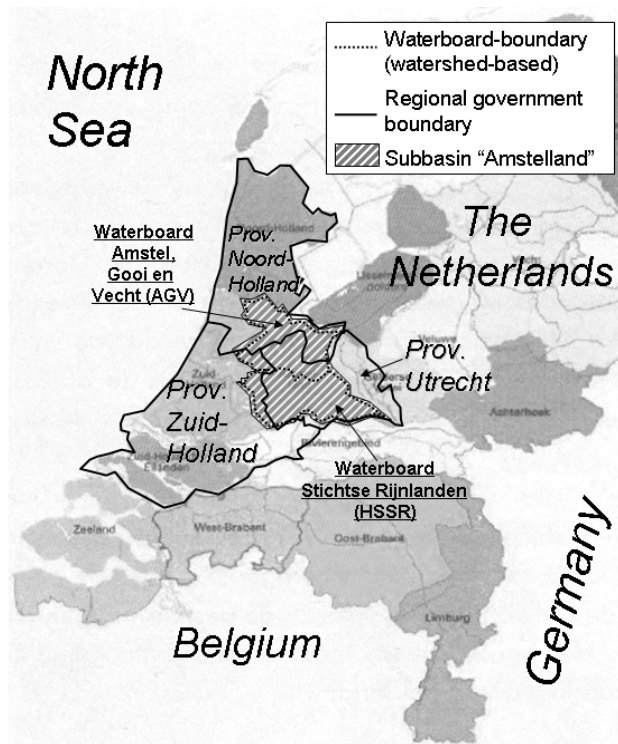 North
Sea
Waterboard-boundary
(watershed-based)
Regional government
boundary
Subbasin “Amstelland”
The
Netherlands
Waterboard
Amstel,
Gooi en
Vecht (AGV)
Prov.
Noord-
Holland
Prov.
Utrecht
Prov.
Zuid-
Holland
Waterboard
Stichtse Rijnlanden
(HSSR)
Veluwe
Achterhoek
Rivierengebied
Zeeland
West-Brabant
Oost-Brabant
Limburg
Belgium
Germany